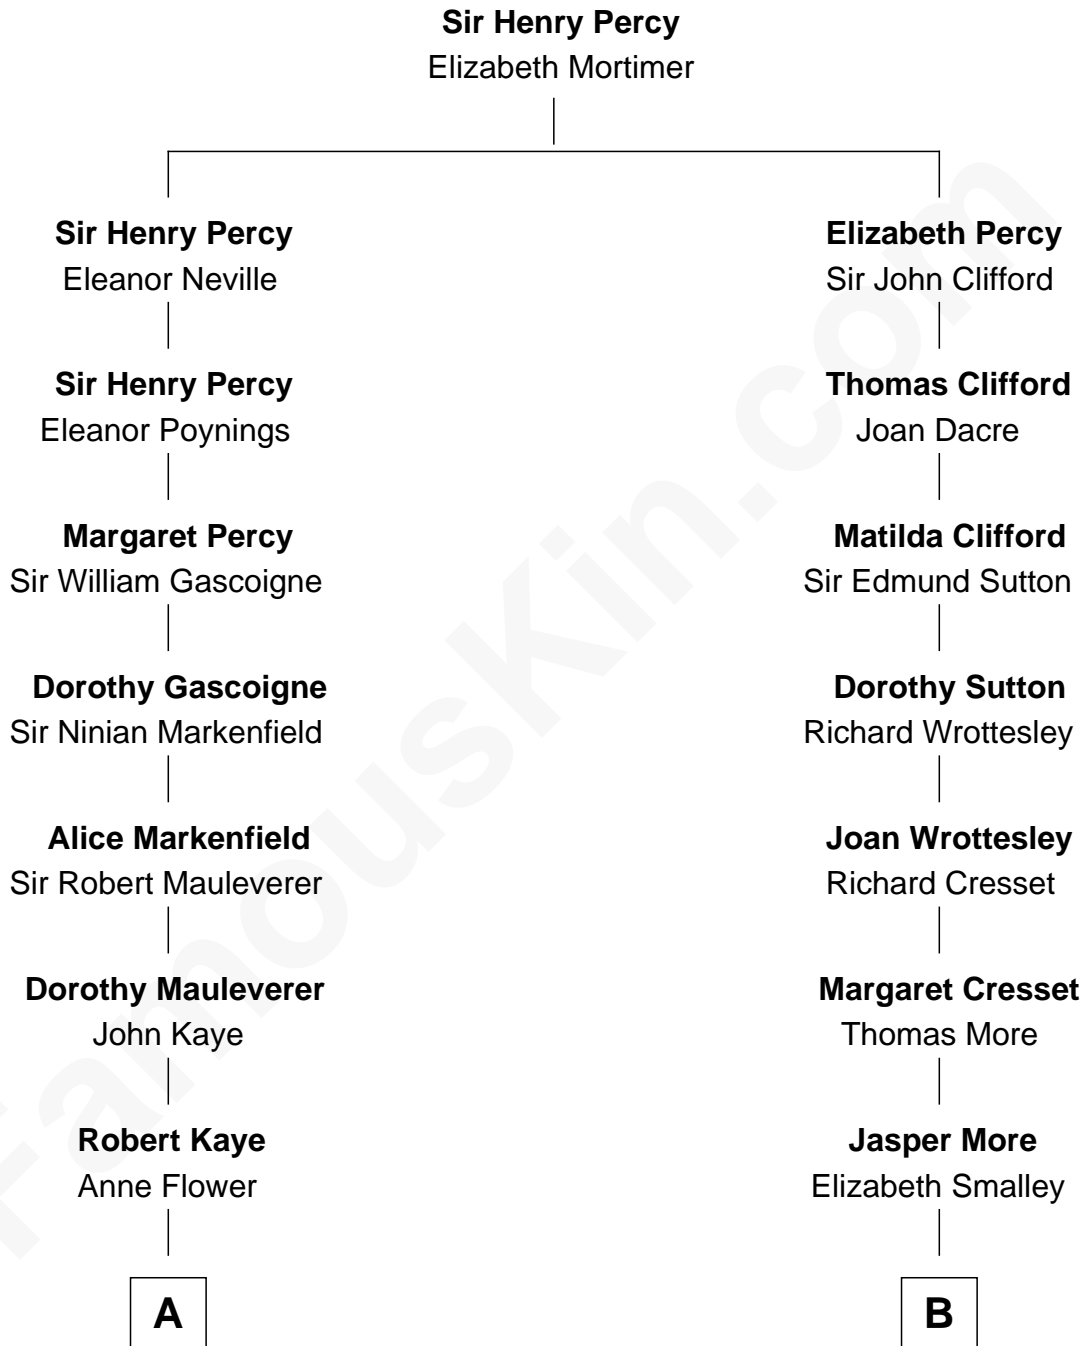 Sir Henry Percy
Elizabeth Mortimer
Sir Henry Percy
Eleanor Neville
Sir Henry Percy
Eleanor Poynings
Margaret Percy
Sir William Gascoigne
Dorothy Gascoigne
Sir Ninian Markenfield
Alice Markenfield
Sir Robert Mauleverer
Dorothy Mauleverer
John Kaye
Robert Kaye
Anne Flower
A
Elizabeth Percy
Sir John Clifford
Thomas Clifford
Joan Dacre
Matilda Clifford
Sir Edmund Sutton
Dorothy Sutton
Richard Wrottesley
Joan Wrottesley
Richard Cresset
Margaret Cresset
Thomas More
Jasper More
Elizabeth Smalley
B
FamousKin.com